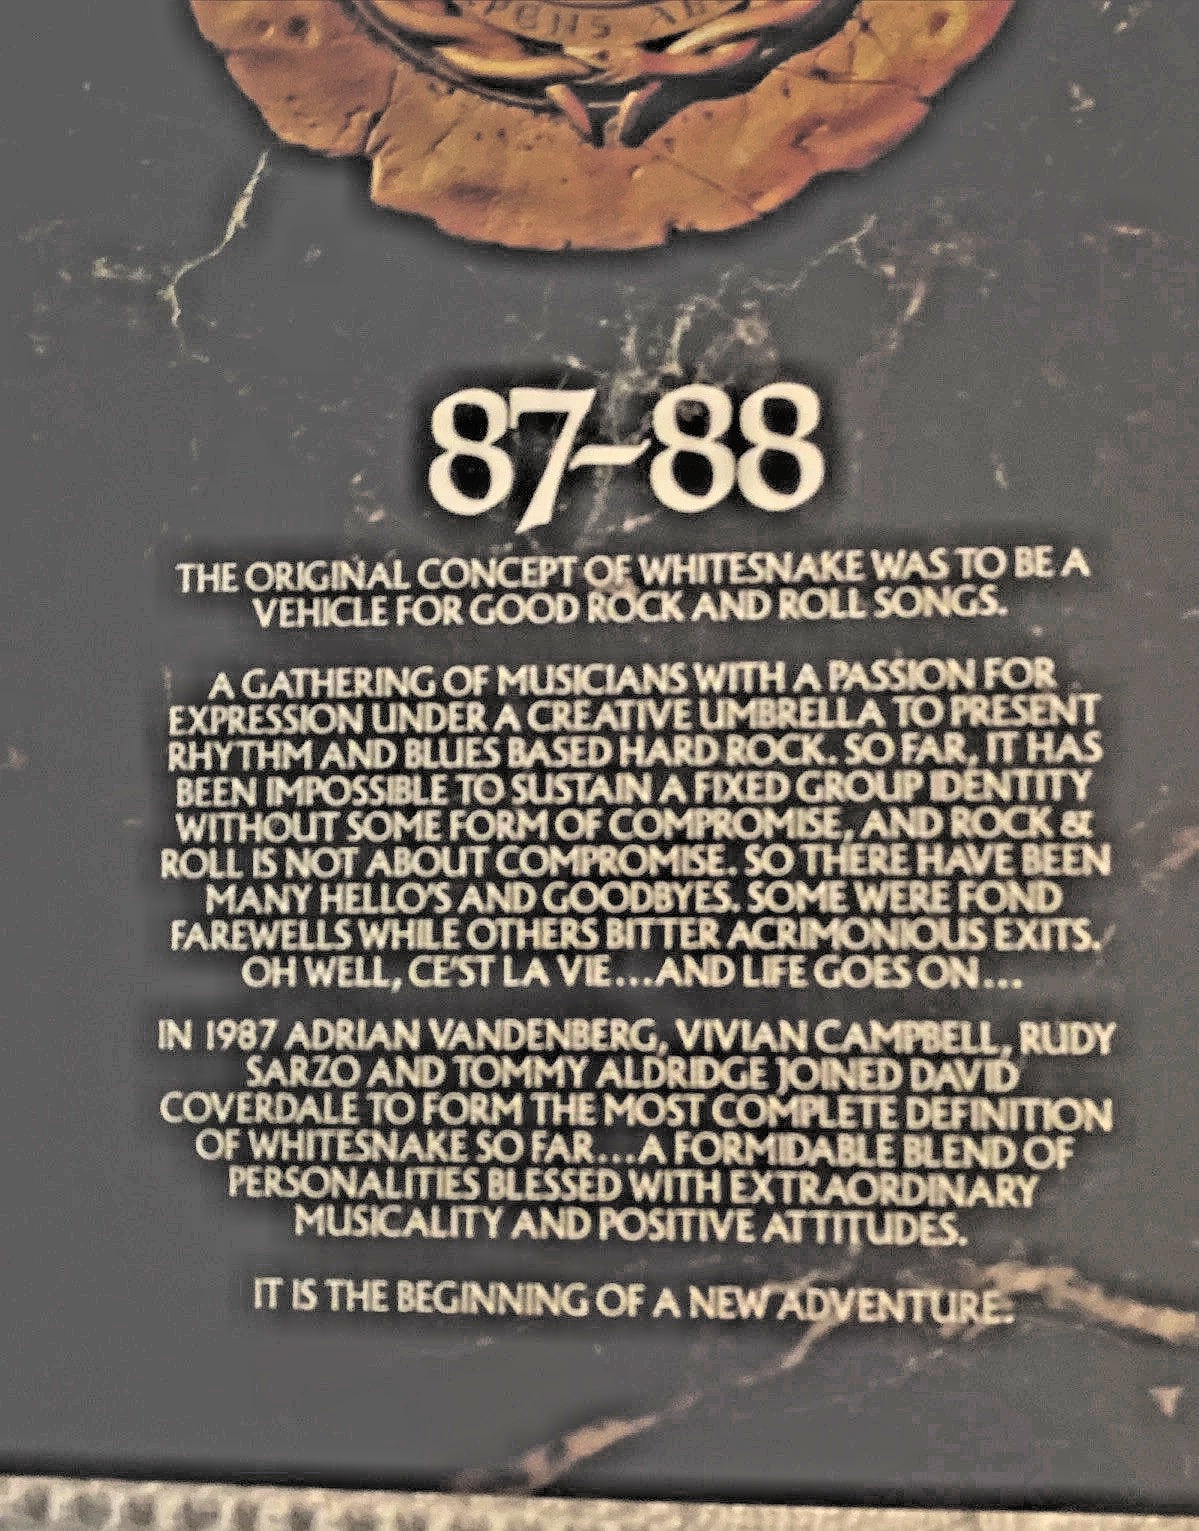 87-88
THE ORIGINAL CONCEPT OF WHITESNAKE WAS TO BE A
VEHICLE FOR GOOD ROCK AND ROLL SONGS.
A GATHERING OF MUSICIANS WITH A PASSION FOR
EXPRESSION UNDER A CREATIVE UMBRELLA TO PRESENT
RHYTHM AND BLUES BASED HARD ROCK. SO FAR, IT HAS
BEEN IMPOSSIBLE TO SUSTAIN A FIXED GROUP IDENTITY
WITHOUT SOME FORM OF COMPROMISE, AND ROCK &
ROLL IS NOT ABOUT COMPROMISE. SO THERE HAVE BEEN
MANY HELLO'S AND GOODBYES. SOME WERE FOND
FAREWELLS WHILE OTHERS BITTER ACRIMONIOUS EXITS.
OH WELL, CE'ST LA VIE...AND LIFE GOES ON...
IN 1987 ADRIAN VANDENBERG, VIVIAN CAMPBELL, RUDY
SARZO AND TOMMY ALDRIDGE JOINED DAVID
COVERDALE TO FORM THE MOST COMPLETE DEFINITION
OF WHITESNAKE SO FAR...A FORMIDABLE BLEND OF
PERSONALITIES BLESSED WITH EXTRAORDINARY
MUSICALITY AND POSITIVE ATTITUDES.
IT IS THE BEGINNING OF A NEW ADVENTURE.